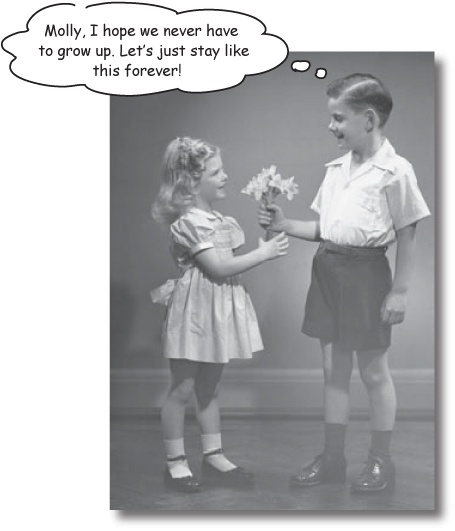 Molly, I hope we never have
to grow up. Let's just stay like
this forever!